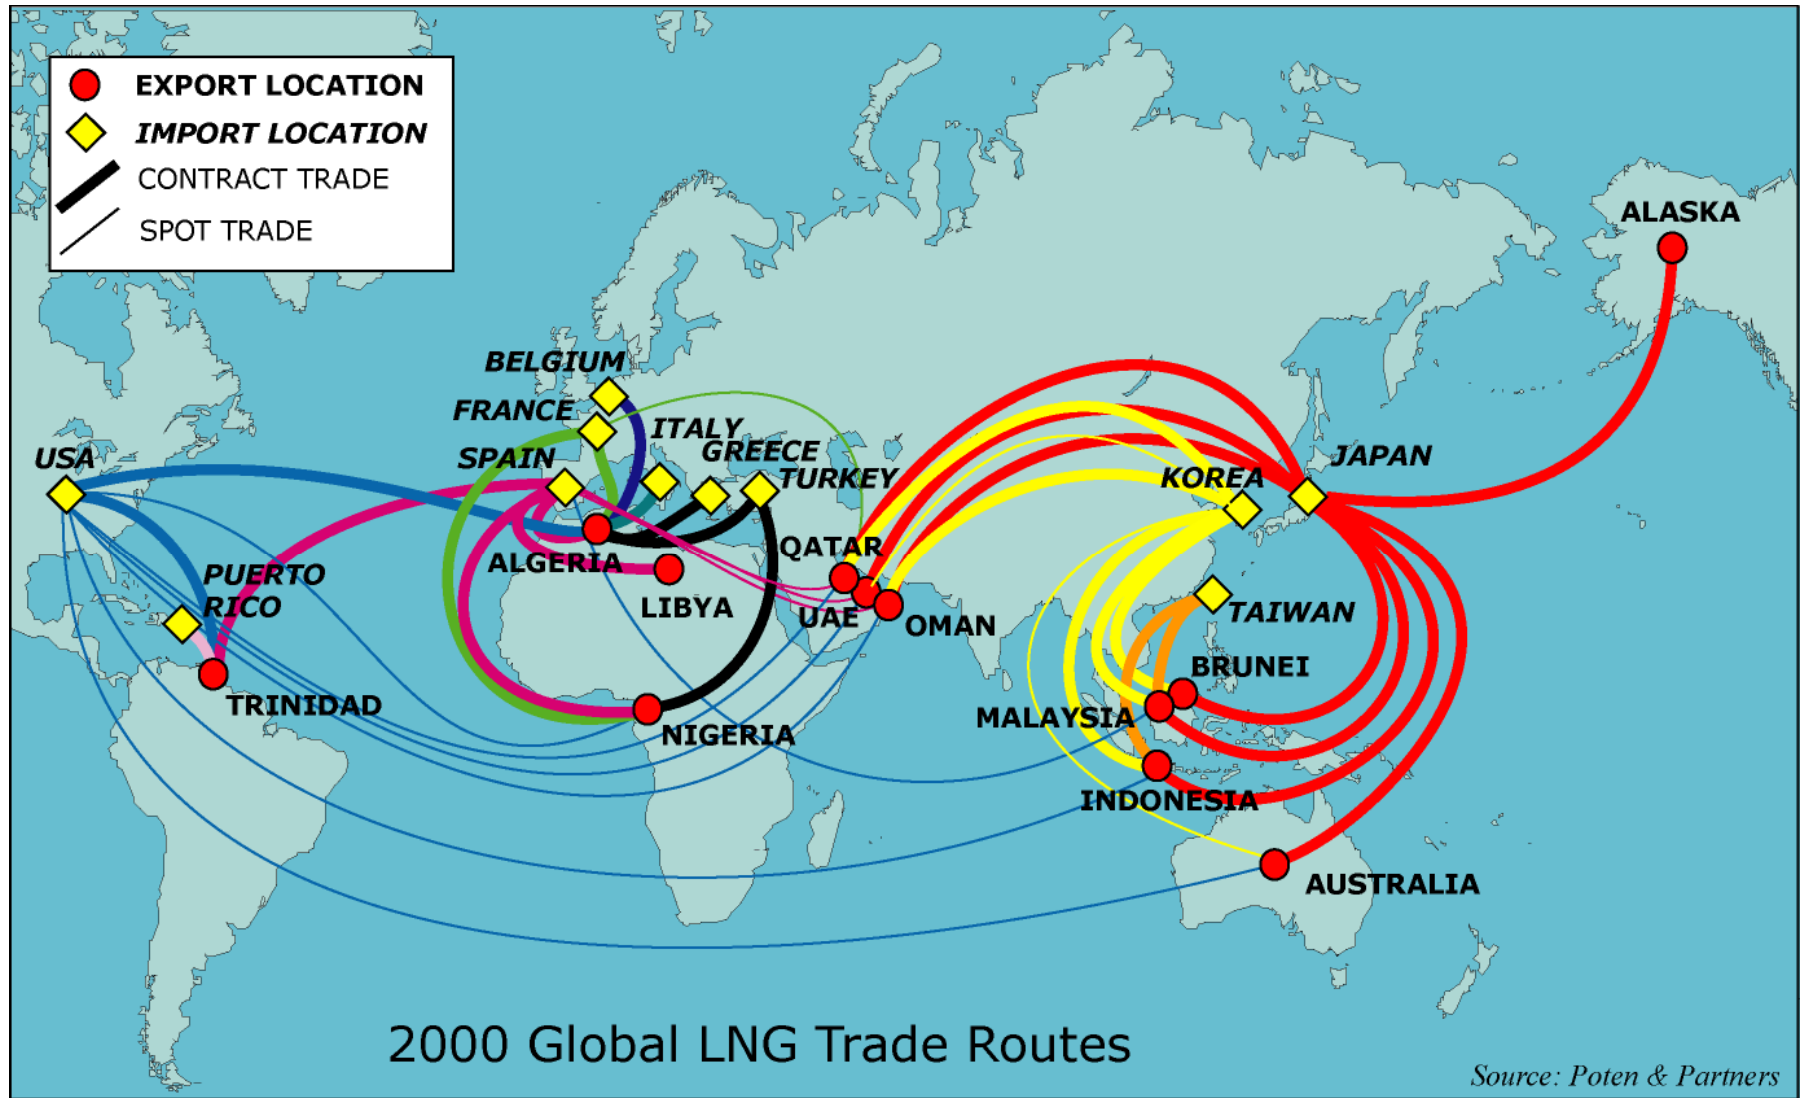 EXPORT LOCATION
IMPORT LOCATION
CONTRACT TRADE
SPOT TRADE
ALASKA
BELGIUM
FRANCE
ITALY
GREECE
SPAIN
TURKEY
USA
KOREA
JAPAN
ALGERIA
QATAR
PUERTO
RICO
LIBYA
UAE
OMAN
TAIWAN
BRUNEI
TRINIDAD
MALAYSIA
NIGERIA
INDONESIA
AUSTRALIA
2000 Global LNG Trade Routes
Source: Poten & Partners